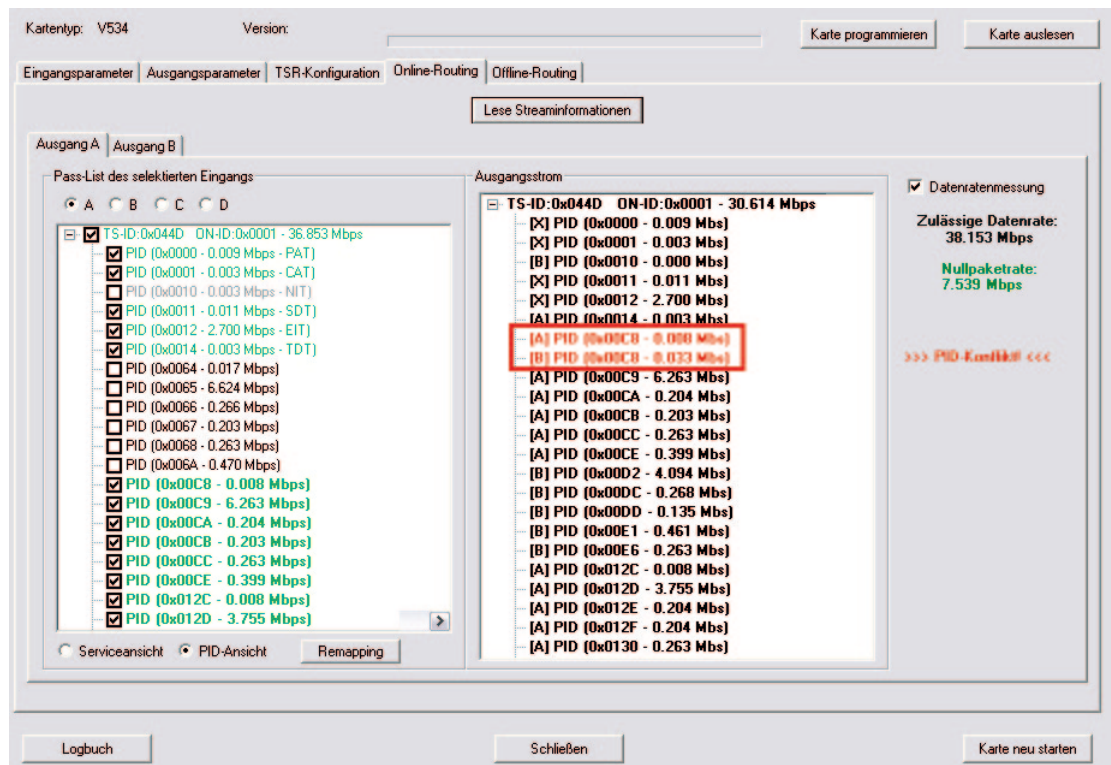 Kartentyp: V534 Version: Karte programmieren Karte auslesen
Eingangsparameter Ausgangsparameter TSR-Konfiguration Online-Routing Offline-Routing
Lese Streaminformationen
Ausgang A Ausgang B
Pass-List des selektierten Eingangs
A B C D
TS-ID:0x044D ON-ID:0x0001 - 36.853 Mbps
PID (0x0000 - 0.009 Mbps - PAT)
PID (0x0001 - 0.003 Mbps - CAT)
PID (0x0010 - 0.003 Mbps - NIT)
PID (0x0011 - 0.011 Mbps - SDT)
PID (0x0012 - 2.700 Mbps - EIT)
PID (0x0014 - 0.003 Mbps - TDT)
PID (0x0064 - 0.017 Mbps)
PID (0x0065 - 6.624 Mbps)
PID (0x0066 - 0.266 Mbps)
PID (0x0067 - 0.203 Mbps)
PID (0x0068 - 0.263 Mbps)
PID (0x006A - 0.470 Mbps)
PID (0x00C8 - 0.008 Mbps)
PID (0x00C9 - 6.263 Mbps)
PID (0x00CA - 0.204 Mbps)
PID (0x00CB - 0.203 Mbps)
PID (0x00CC - 0.263 Mbps)
PID (0x00CE - 0.399 Mbps)
PID (0x012C - 0.008 Mbps)
PID (0x012D - 3.755 Mbps)
Serviceansicht PID-Ansicht Remapping
Ausgangsstrom
TS-ID:0x044D ON-ID:0x0001 - 30.614 Mbps
[X] PID (0x0000 - 0.009 Mbs)
[X] PID (0x0001 - 0.003 Mbs)
[B] PID (0x0010 - 0.000 Mbs)
[X] PID (0x0011 - 0.011 Mbs)
[X] PID (0x0012 - 2.700 Mbs)
[A] PID (0x0014 - 0.003 Mbs)
[A] PID (0x00C8 - 0.008 Mbs)
[B] PID (0x00C8 - 0.033 Mbs)
[A] PID (0x00C9 - 6.263 Mbs)
[A] PID (0x00CA - 0.204 Mbs)
[A] PID (0x00CB - 0.203 Mbs)
[A] PID (0x00CC - 0.263 Mbs)
[A] PID (0x00CE - 0.399 Mbs)
[B] PID (0x00D2 - 4.094 Mbs)
[B] PID (0x00DC - 0.268 Mbs)
[B] PID (0x00DD - 0.135 Mbs)
[B] PID (0x00E1 - 0.461 Mbs)
[B] PID (0x00E6 - 0.263 Mbs)
[A] PID (0x012C - 0.008 Mbs)
[A] PID (0x012D - 3.755 Mbs)
[A] PID (0x012E - 0.204 Mbs)
[A] PID (0x012F - 0.204 Mbs)
[A] PID (0x0130 - 0.263 Mbs)
Datenratenmessung
Zulässige Datenrate:
38.153 Mbps
Nullpaketrate:
7.539 Mbps
>>> PID-Konflikt!! <<<
Logbuch Schließen Karte neu starten